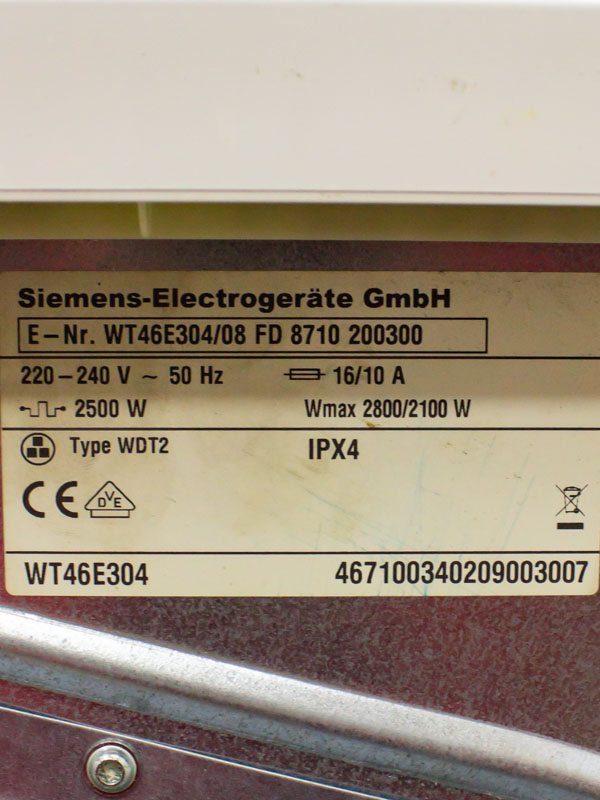 Siemens-Electrogeräte GmbH
E-Nr. WT46E304/08 FD 8710 200300
220-240 V ~ 50 Hz 16/10 A
2500 W Wmax 2800/2100 W
Type WDT2 IPX4
CE DVE
WT46E304 467100340209003007